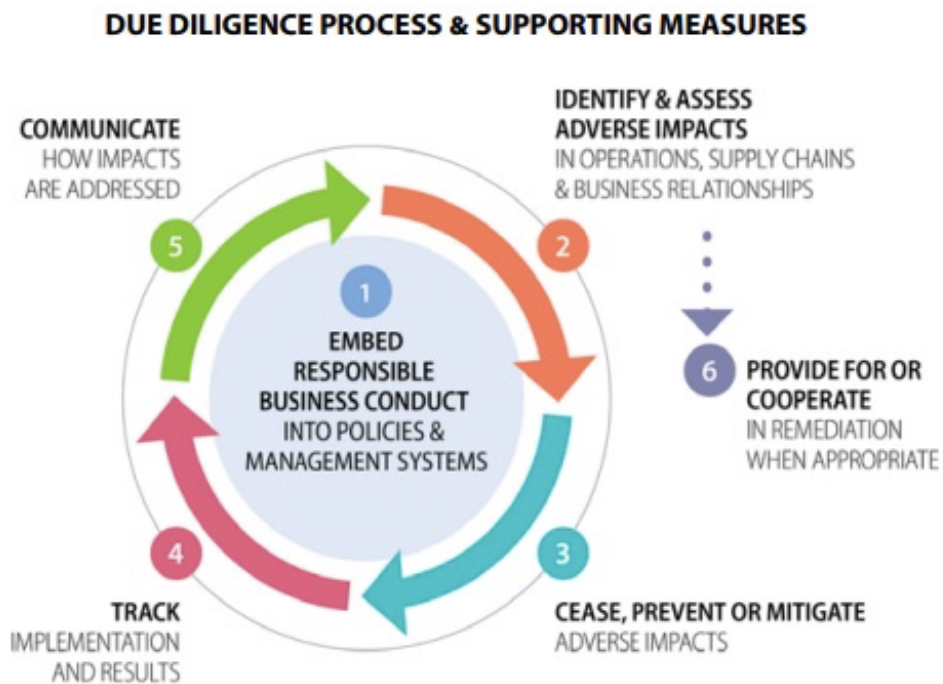 DUE DILIGENCE PROCESS & SUPPORTING MEASURES
COMMUNICATE
HOW IMPACTS
ARE ADDRESSED
5
IDENTIFY & ASSESS
ADVERSE IMPACTS
IN OPERATIONS, SUPPLY CHAINS
& BUSINESS RELATIONSHIPS
2
1
EMBED
RESPONSIBLE
BUSINESS CONDUCT
INTO POLICIES &
MANAGEMENT SYSTEMS
6
PROVIDE FOR OR
COOPERATE
IN REMEDIATION
WHEN APPROPRIATE
4
TRACK
IMPLEMENTATION
AND RESULTS
3
CEASE, PREVENT OR MITIGATE
ADVERSE IMPACTS